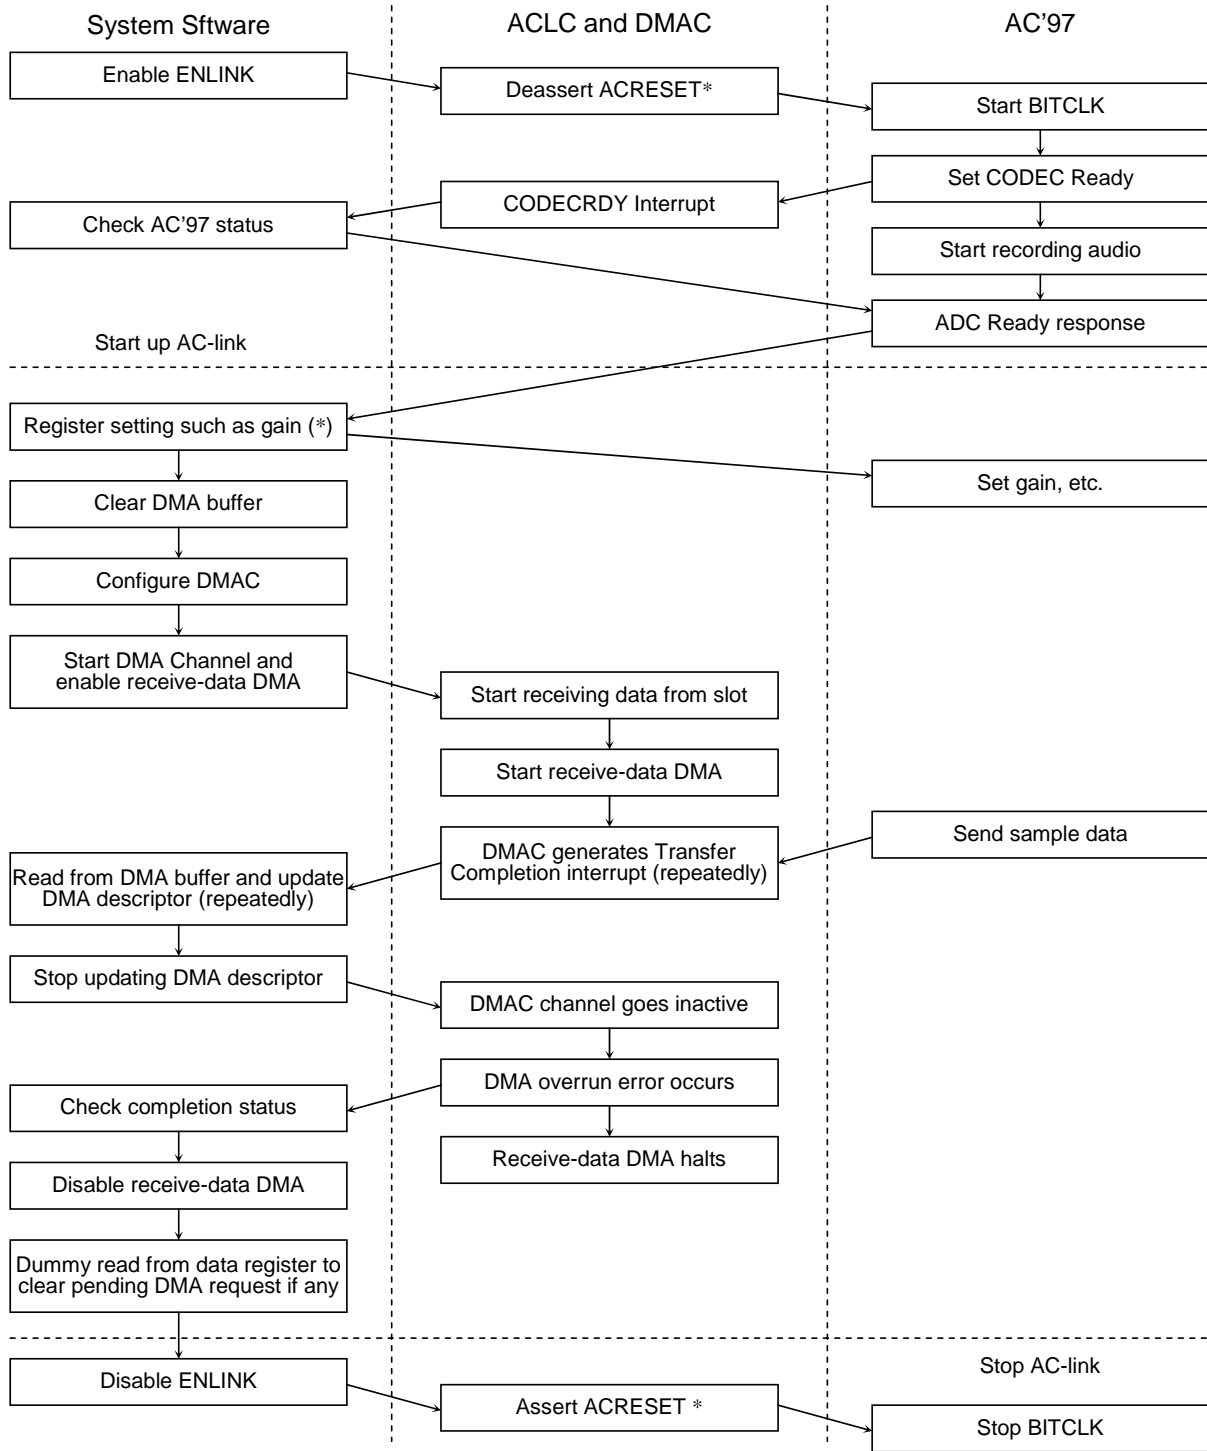 System Sftware
ACLC and DMAC
AC’97
Enable ENLINK
Deassert ACRESET*
Start BITCLK
Set CODEC Ready
CODECRDY Interrupt
Check AC’97 status
Start recording audio
ADC Ready response
Start up AC-link
Register setting such as gain (*)
Set gain, etc.
Clear DMA buffer
Configure DMAC
Start DMA Channel and
enable receive-data DMA
Start receiving data from slot
Start receive-data DMA
Send sample data
DMAC generates Transfer
Completion interrupt (repeatedly)
Read from DMA buffer and update
DMA descriptor (repeatedly)
Stop updating DMA descriptor
DMAC channel goes inactive
DMA overrun error occurs
Check completion status
Receive-data DMA halts
Disable receive-data DMA
Dummy read from data register to
clear pending DMA request if any
Disable ENLINK
Stop AC-link
Assert ACRESET *
Stop BITCLK